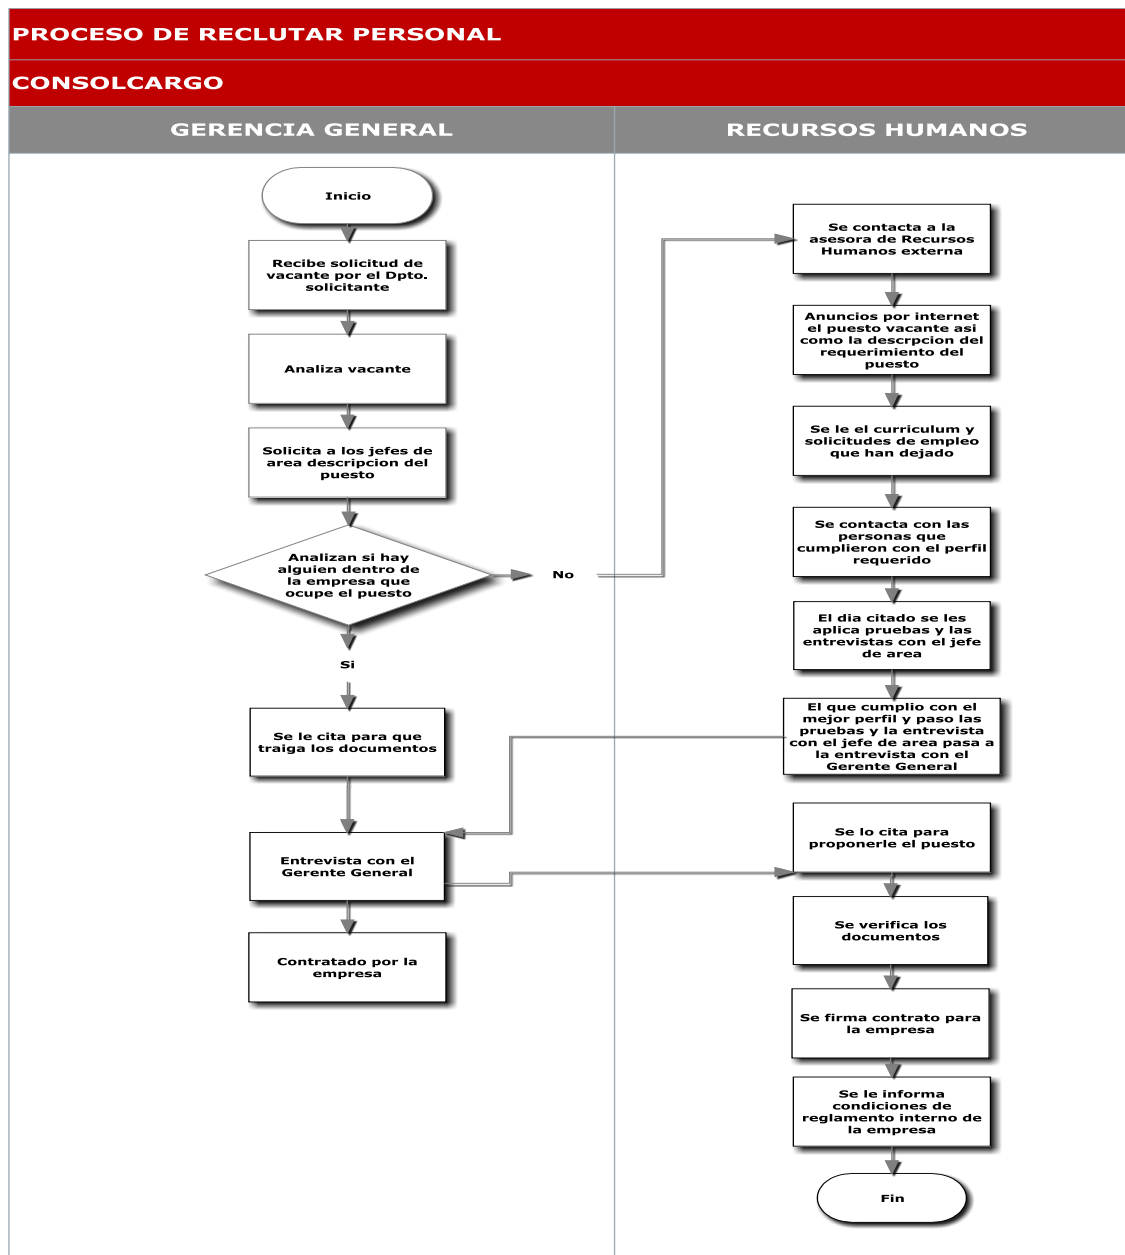 PROCESO DE RECLUTAR PERSONAL
CONSOLCARGO
GERENCIA GENERAL
RECURSOS HUMANOS
Inicio
Recibe solicitud de
vacante por el Dpto.
solicitante
Analiza vacante
Solicita a los jefes de
area descripcion del
puesto
Analizan si hay
alguien dentro de
la empresa que
ocupe el puesto
No
Si
Se le cita para que
traiga los documentos
Entrevista con el
Gerente General
Contratado por la
empresa
Se contacta a la
asesora de Recursos
Humanos externa
Anuncios por internet
el puesto vacante asi
como la descrpcion del
requerimiento del
puesto
Se le el curriculum y
solicitudes de empleo
que han dejado
Se contacta con las
personas que
cumplieron con el perfil
requerido
El dia citado se les
aplica pruebas y las
entrevistas con el jefe
de area
El que cumplio con el
mejor perfil y paso las
pruebas y la entrevista
con el jefe de area pasa a
la entrevista con el
Gerente General
Se lo cita para
proponerle el puesto
Se verifica los
documentos
Se firma contrato para
la empresa
Se le informa
condiciones de
reglamento interno de
la empresa
Fin